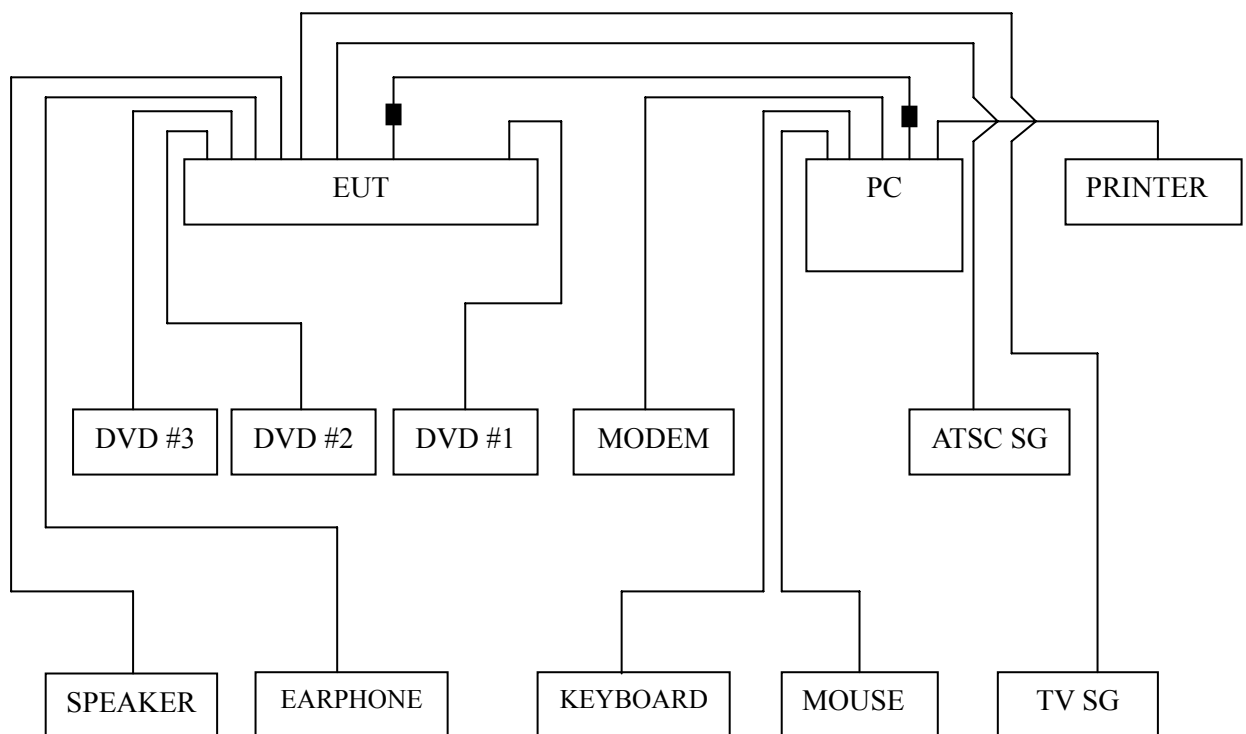 EUT
PC
PRINTER
DVD #3
DVD #2
DVD #1
MODEM
ATSC SG
SPEAKER
EARPHONE
KEYBOARD
MOUSE
TV SG